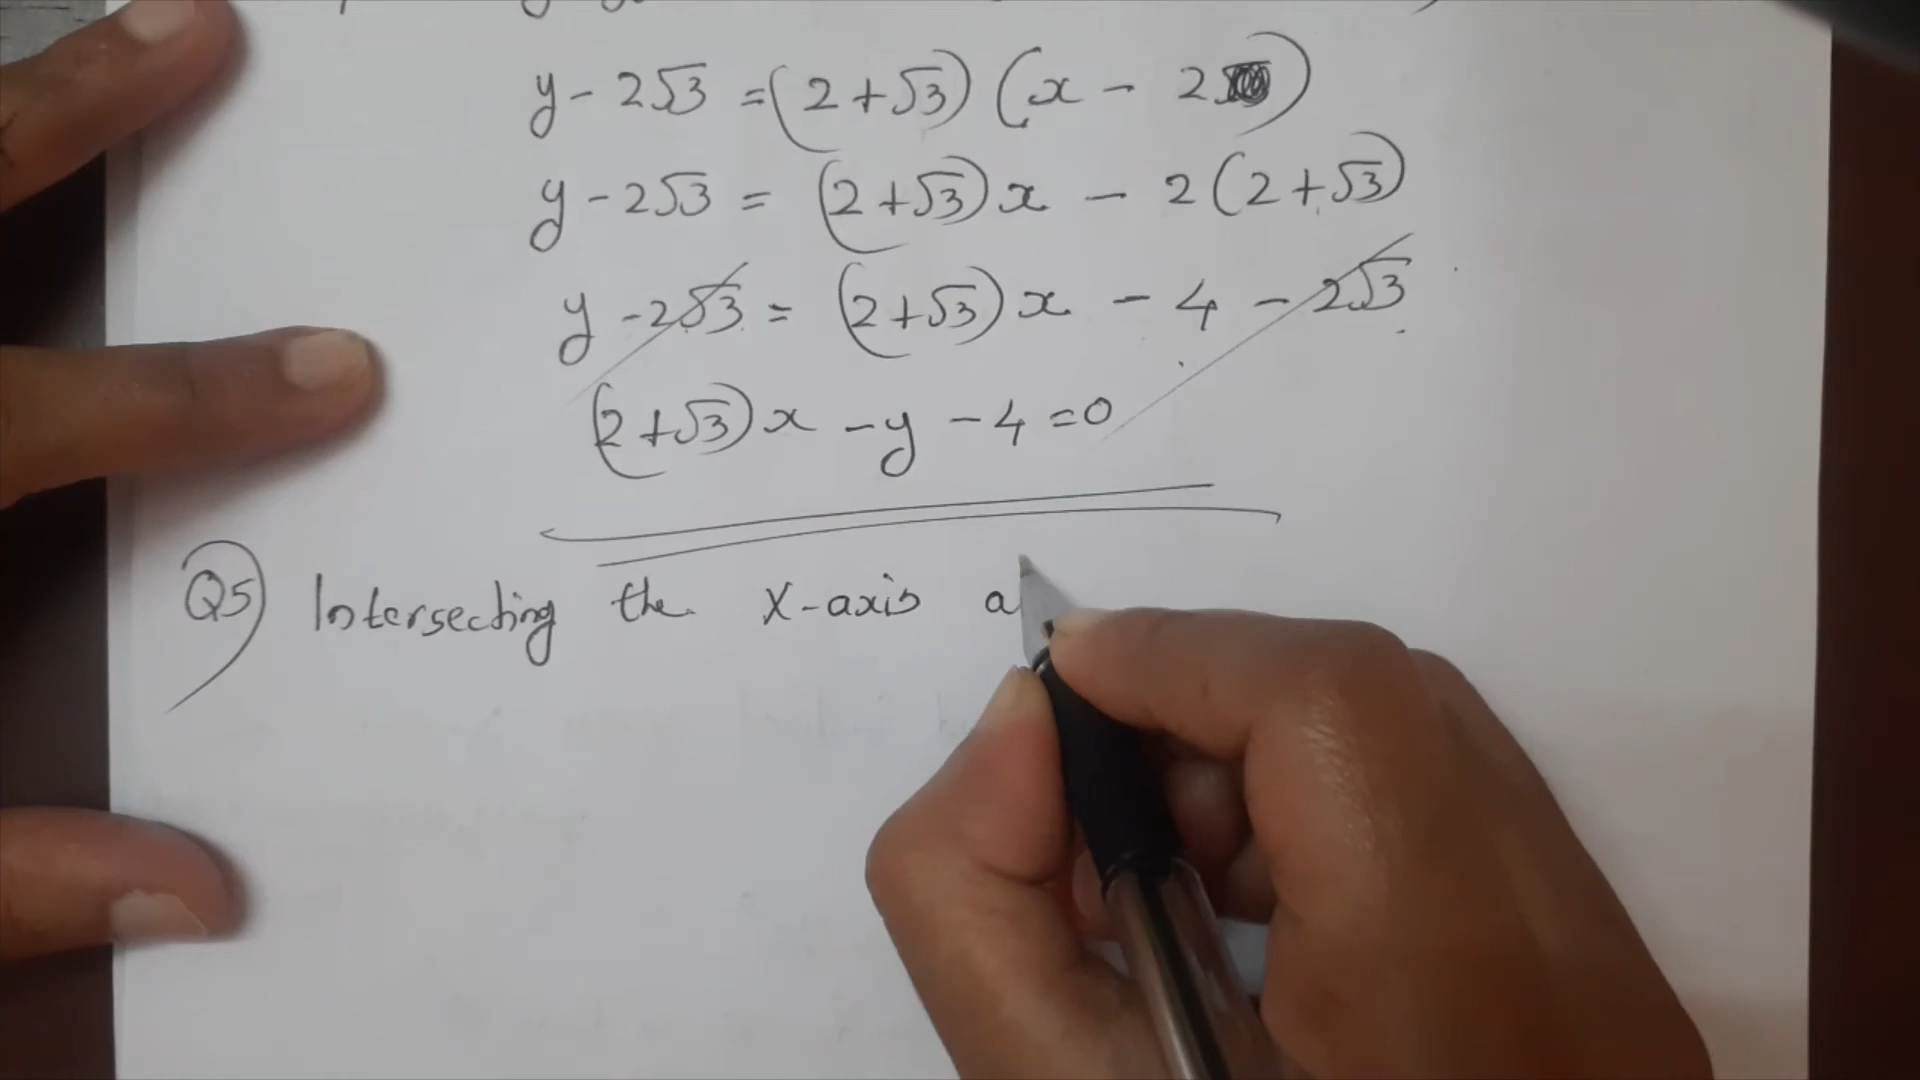 y - 2√3 = (2+√3) (x - 2)
y - 2√3 = (2+√3)x - 2(2+√3)
y - 2√3 = (2+√3)x - 4 - 2√3
(2+√3)x - y - 4 = 0
Q5) Intersecting the X-axis a